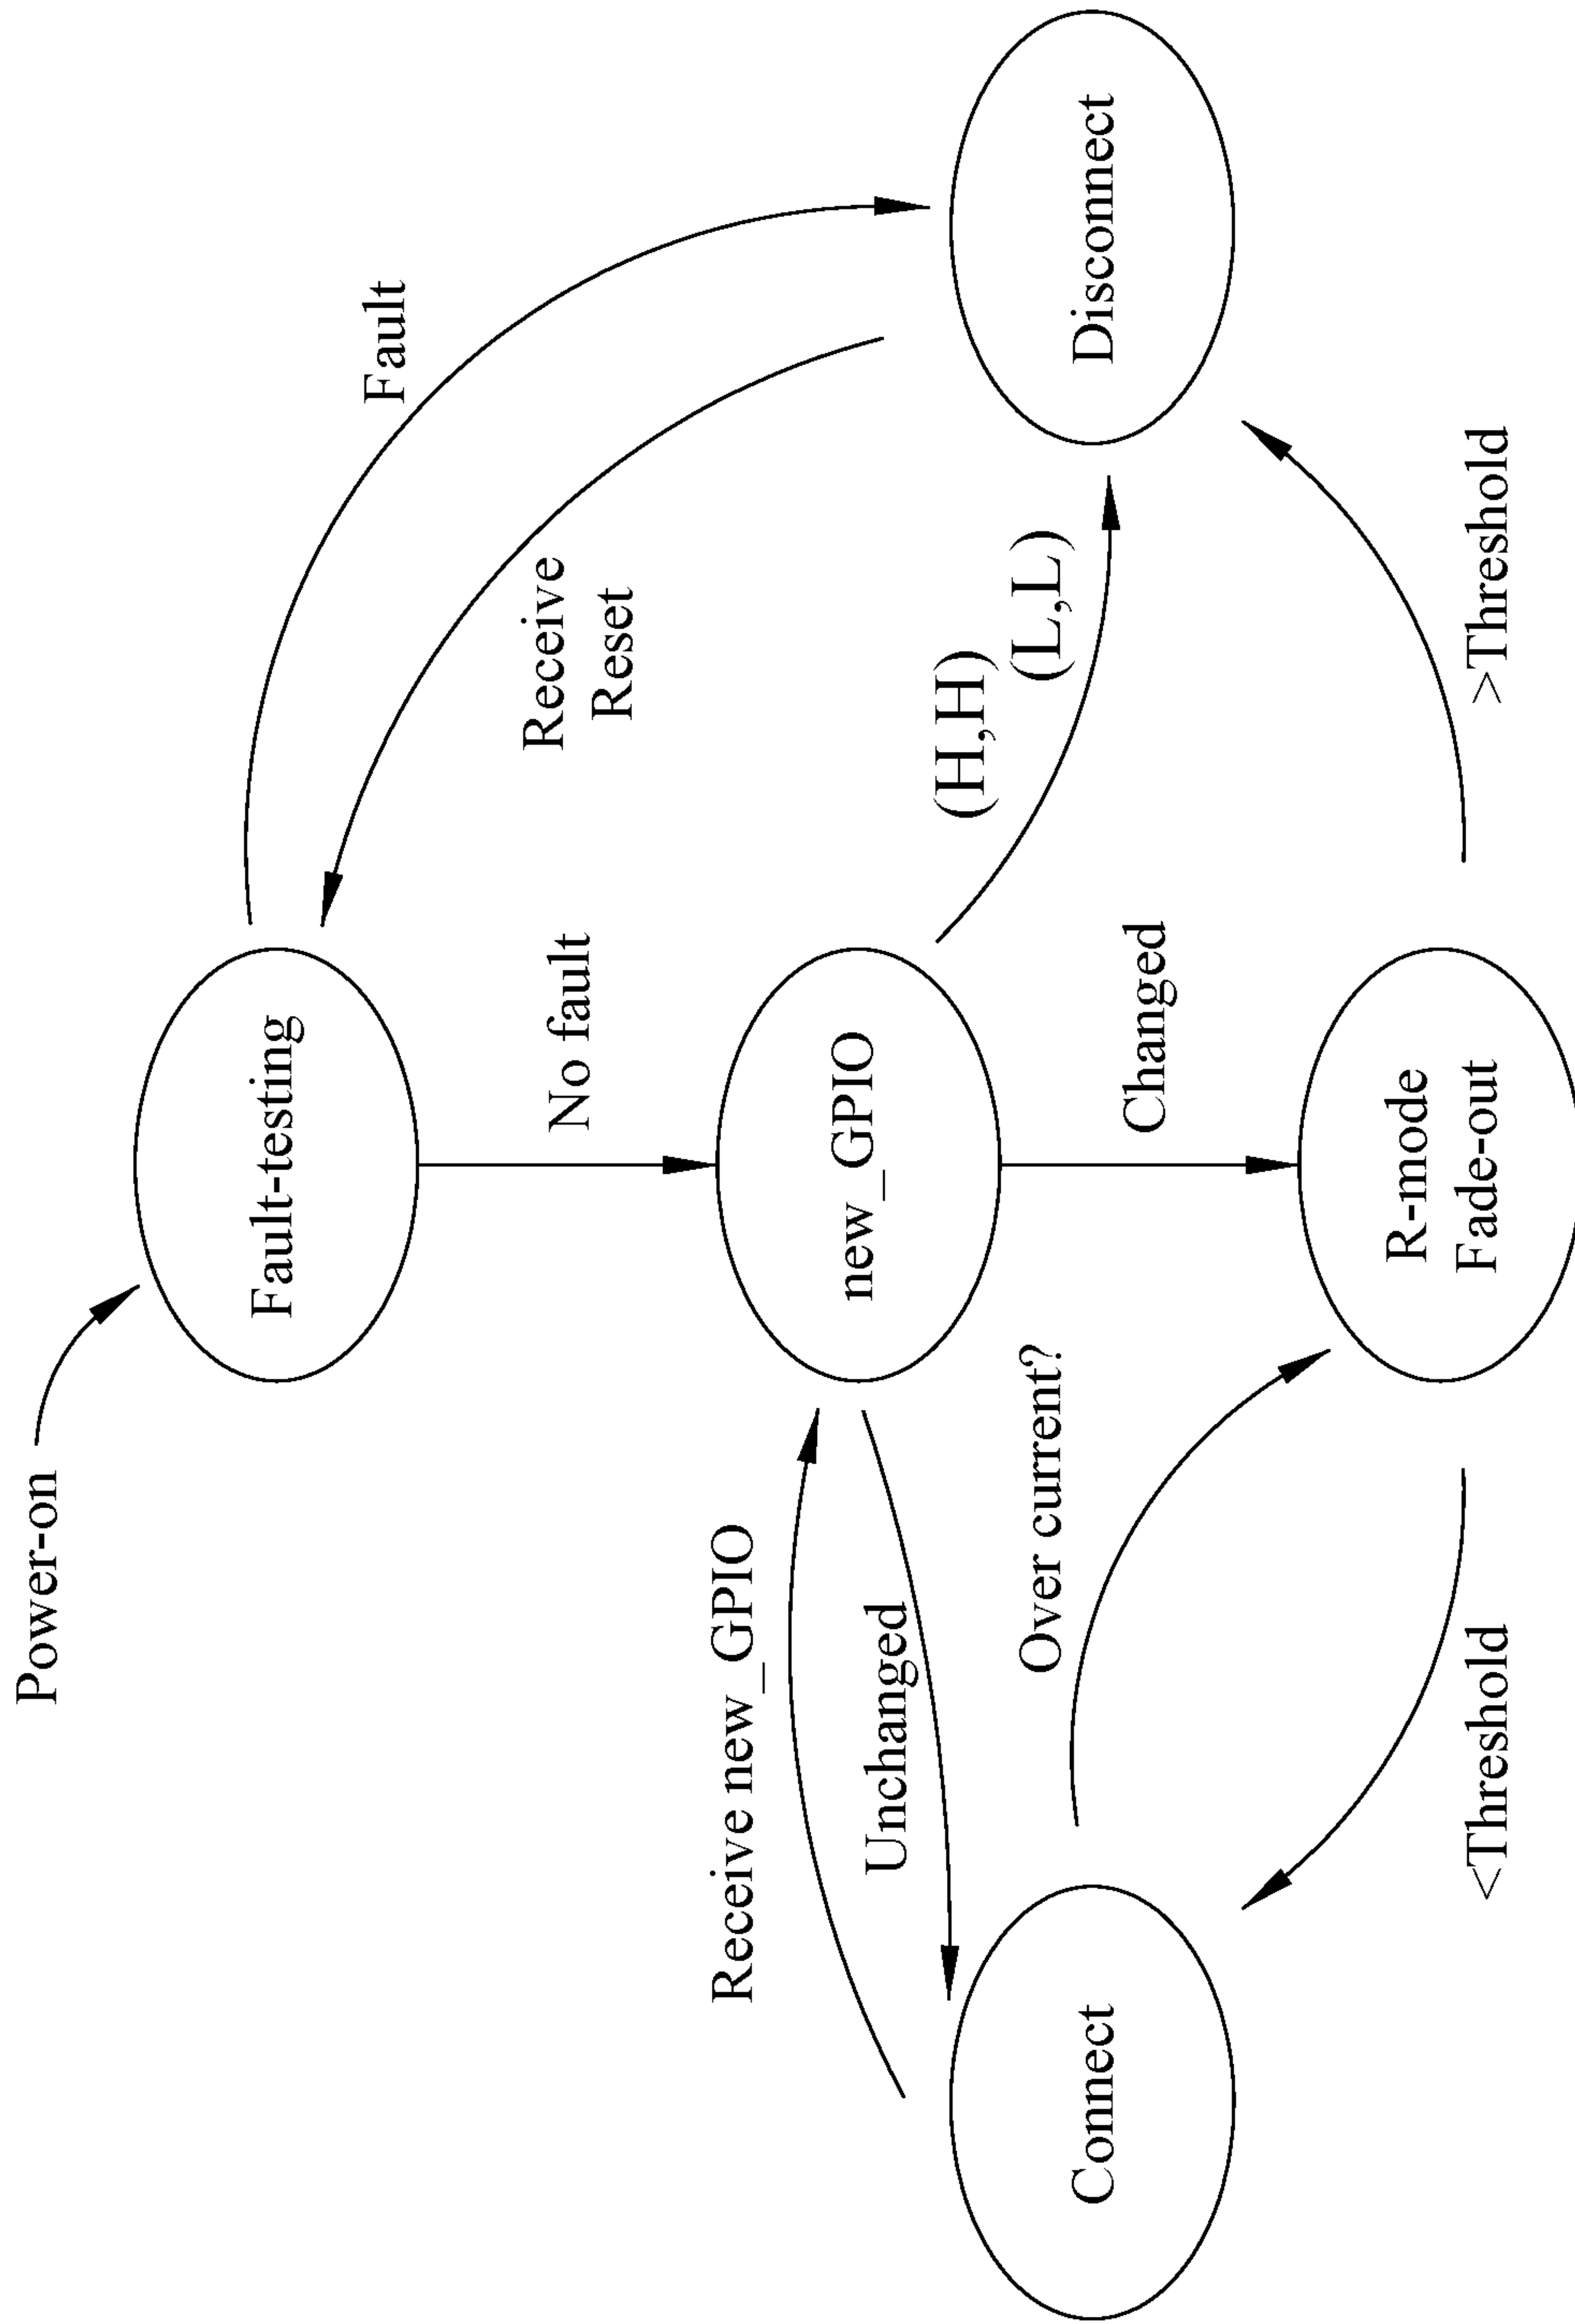 Power-on
Fault-testing
Fault
Receive
Reset
No fault
Receive new_GPIO
new_GPIO
Unchanged
(H,H)
(L,L)
Over current?
Changed
Connect
Disconnect
R-mode
Fade-out
<Threshold
>Threshold